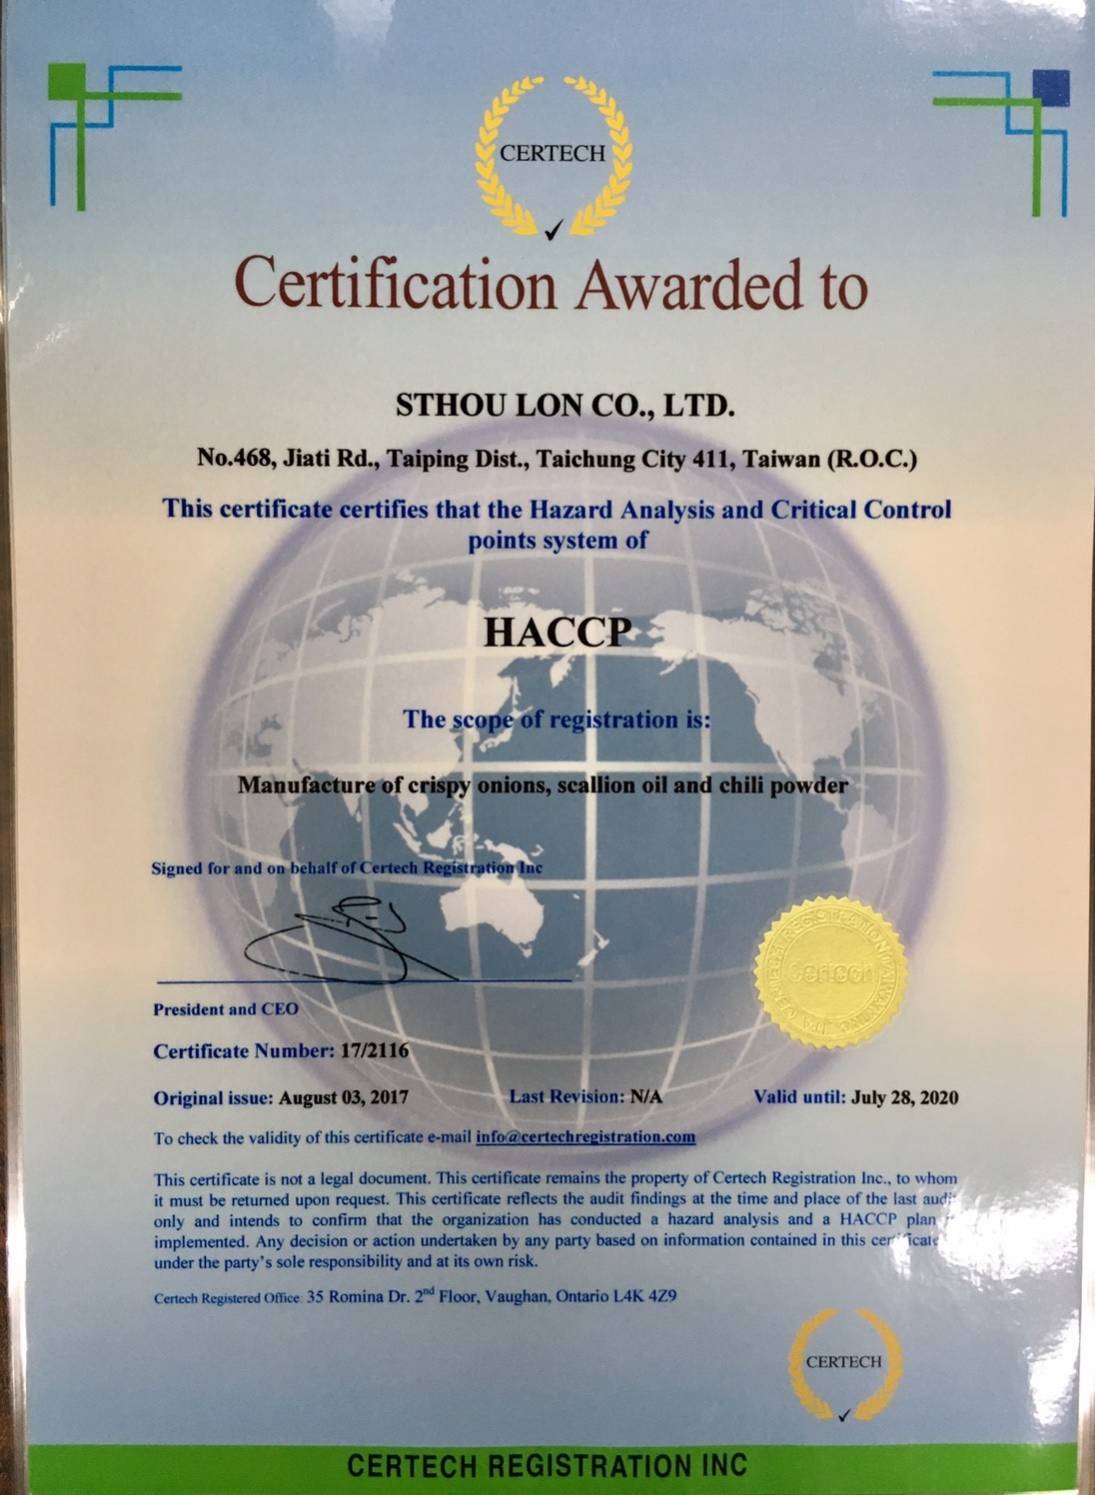 CERTECH
Certification Awarded to
STHOU LON CO., LTD.
No.468, Jiati Rd., Taiping Dist., Taichung City 411, Taiwan (R.O.C.)
This certificate certifies that the Hazard Analysis and Critical Control
points system of
HACCP
The scope of registration is:
Manufacture of crispy onions, scallion oil and chili powder
Signed for and on behalf of Certech Registration Inc
President and CEO
Certificate Number: 17/2116
Original issue: August 03, 2017 Last Revision: N/A Valid until: July 28, 2020
To check the validity of this certificate e-mail info@certechregistration.com
This certificate is not a legal document. This certificate remains the property of Certech Registration Inc., to whom
it must be returned upon request. This certificate reflects the audit findings at the time and place of the last audit
only and intends to confirm that the organization has conducted a hazard analysis and a HACCP plan
implemented. Any decision or action undertaken by any party based on information contained in this certificate
under the party's sole responsibility and at its own risk.
Certech Registered Office: 35 Romina Dr. 2nd Floor, Vaughan, Ontario L4K 4Z9
CERTECH
CERTECH REGISTRATION INC